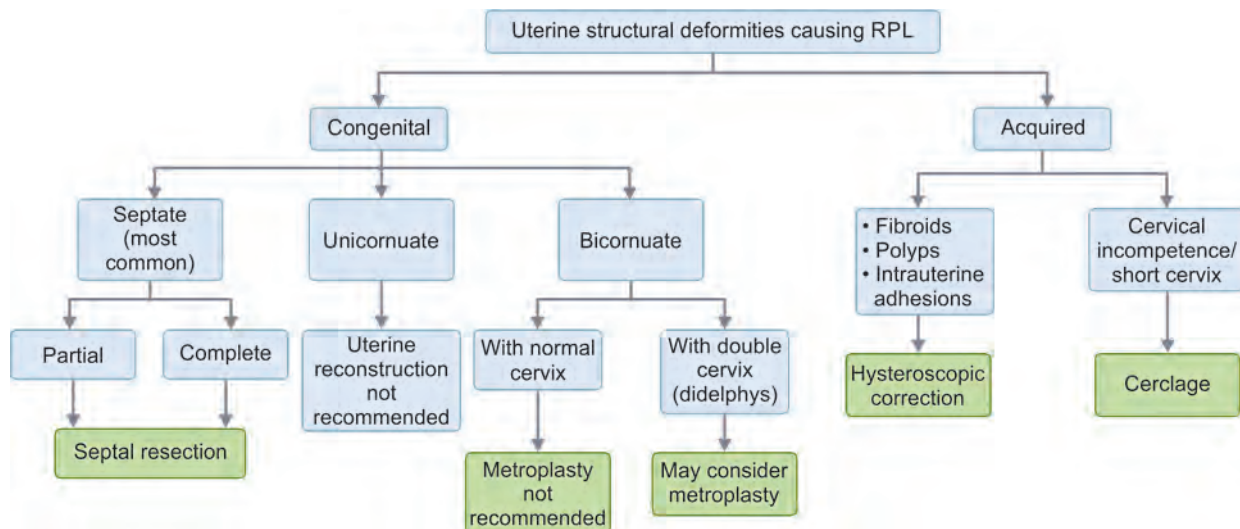 Uterine structural deformities causing RPL
Congenital
Acquired
Septate
(most
common)
Unicornuate
Bicornuate
• Fibroids
• Polyps
• Intrauterine
adhesions
Cervical
incompetence/
short cervix
Partial
Complete
Uterine
reconstruction
not
recommended
With normal
cervix
With double
cervix
(didelphys)
Hysteroscopic
correction
Cerclage
Septal resection
Metroplasty
not
recommended
May consider
metroplasty